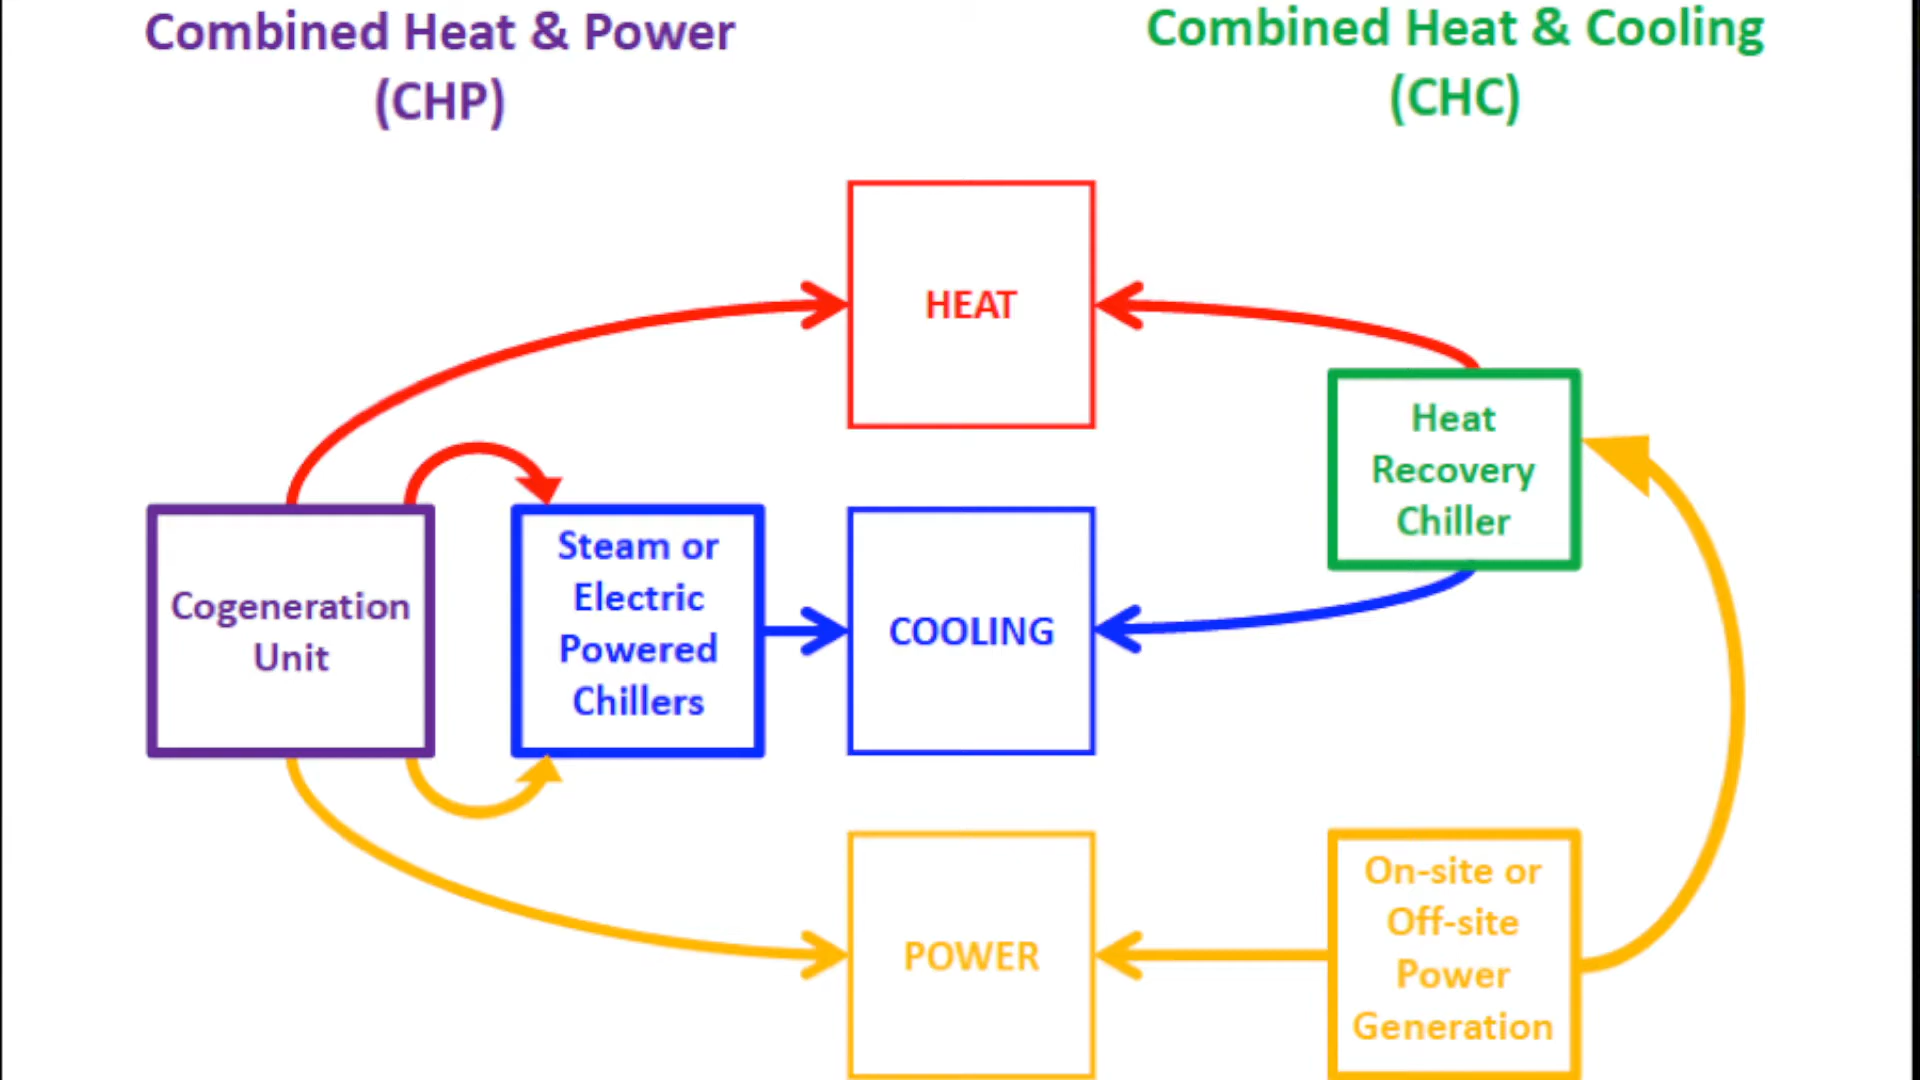 Combined Heat & Power
(CHP)
Combined Heat & Cooling
(CHC)
HEAT
Heat
Recovery
Chiller
Cogeneration
Unit
Steam or
Electric
Powered
Chillers
COOLING
POWER
On-site or
Off-site
Power
Generation